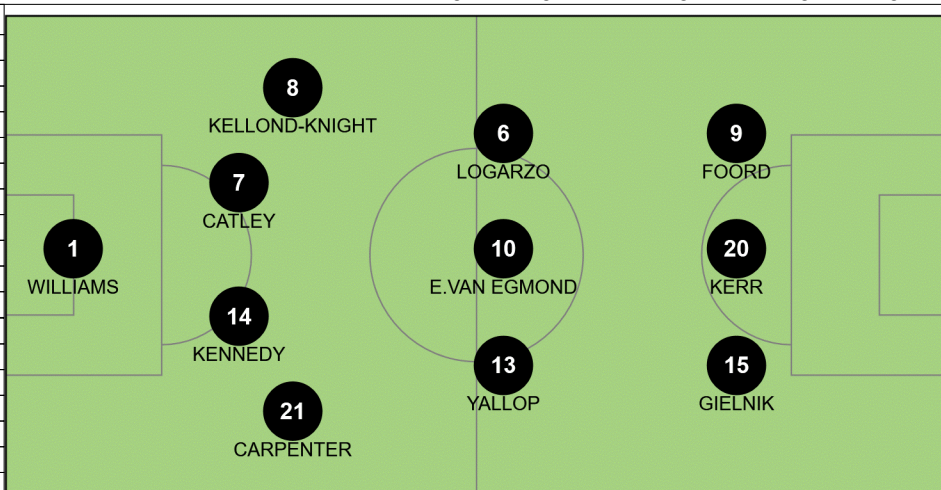 8
KELLOND-KNIGHT
6
LOGARZO
9
FOORD
7
CATLEY
1
WILLIAMS
10
E.VAN EGMOND
20
KERR
14
KENNEDY
13
YALLOP
15
GIELNIK
21
CARPENTER